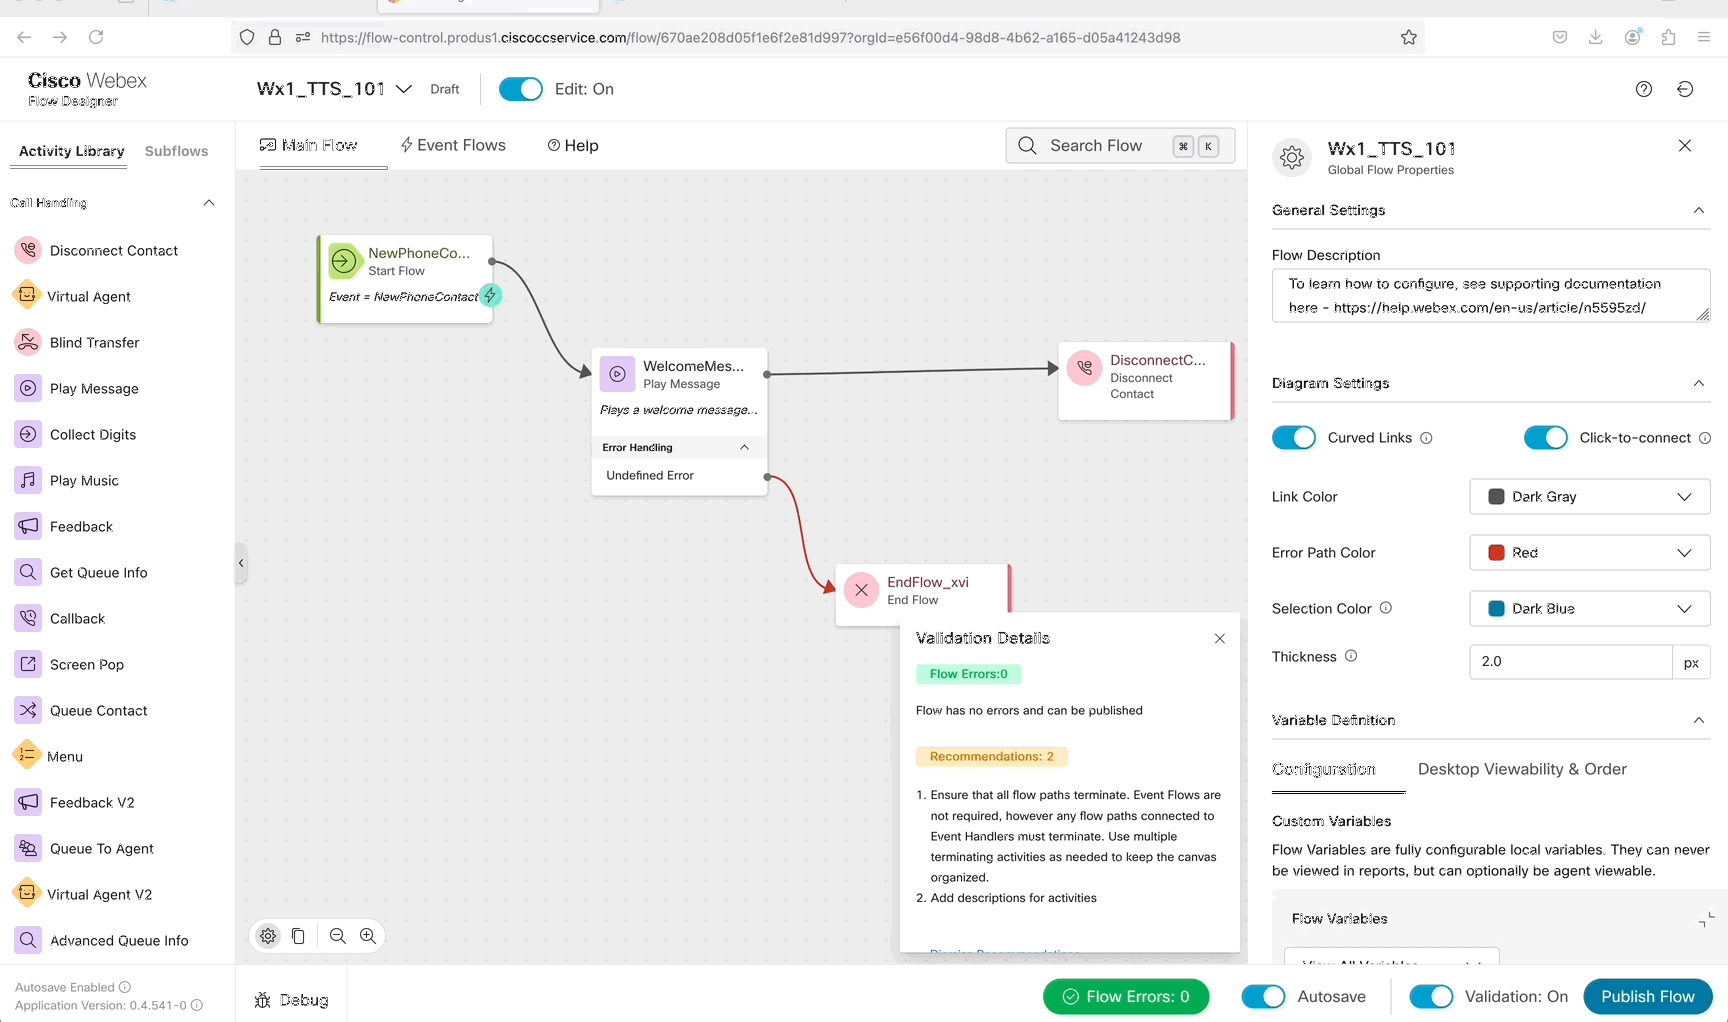 https://flow-control.produs1.ciscoccservice.com/flow/670ae208d05f1e6f2e81d997?orgId=e56f00d4-98d8-4b62-a165-d05a41243d98
Cisco Webex
Flow Designer
Wx1_TTS_101
Draft
Edit: On
Activity Library
Subflows
Call Handling
Disconnect Contact
Virtual Agent
Blind Transfer
Play Message
Collect Digits
Play Music
Feedback
Get Queue Info
Callback
Screen Pop
Queue Contact
Menu
Feedback V2
Queue To Agent
Virtual Agent V2
Advanced Queue Info
Autosave Enabled
Application Version: 0.4.541-0
Main Flow
Event Flows
Help
Search Flow
⌘ K
NewPhoneCo...
Start Flow
Event = NewPhoneContact
WelcomeMes...
Play Message
Plays a welcome message...
Error Handling
Undefined Error
DisconnectC...
Disconnect
Contact
EndFlow_xvi
End Flow
Validation Details
Flow Errors:0
Flow has no errors and can be published
Recommendations: 2
1. Ensure that all flow paths terminate. Event Flows are
not required, however any flow paths connected to
Event Handlers must terminate. Use multiple
terminating activities as needed to keep the canvas
organized.
2. Add descriptions for activities
Dismiss Recommendations
Wx1_TTS_101
Global Flow Properties
General Settings
Flow Description
To learn how to configure, see supporting documentation
here - https://help.webex.com/en-us/article/n5595zd/
Diagram Settings
Curved Links
Click-to-connect
Link Color
Dark Gray
Error Path Color
Red
Selection Color
Dark Blue
Thickness
2.0
px
Variable Definition
Configuration
Desktop Viewability & Order
Custom Variables
Flow Variables are fully configurable local variables. They can never
be viewed in reports, but can optionally be agent viewable.
Flow Variables
View All Variables
Debug
Flow Errors: 0
Autosave
Validation: On
Publish Flow